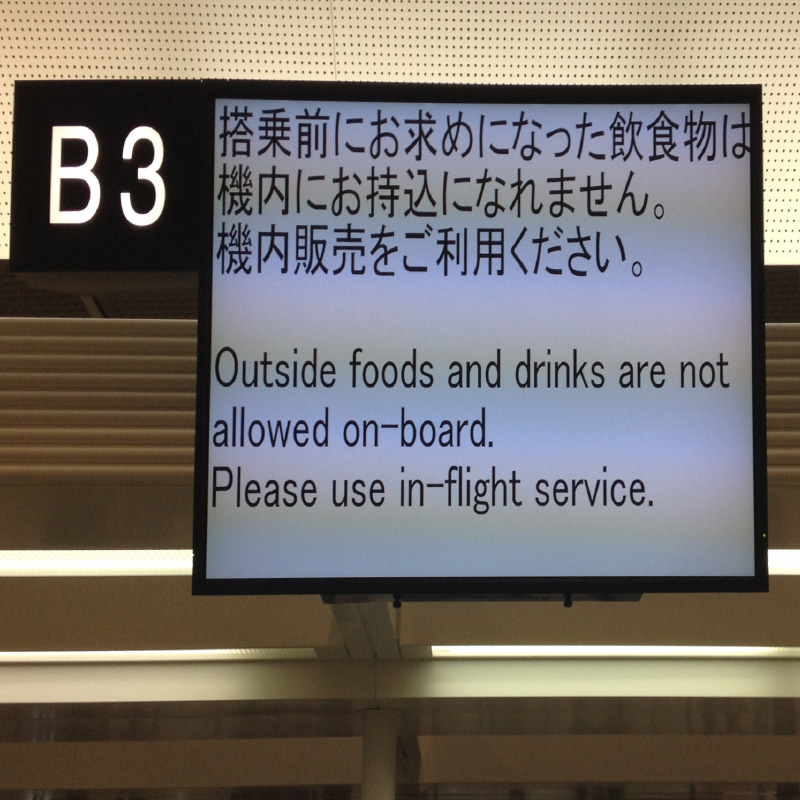 B3
搭乗前にお求めになった飲食物は
機内にお持込になれません。
機内販売をご利用ください。
Outside foods and drinks are not
allowed on-board.
Please use in-flight service.